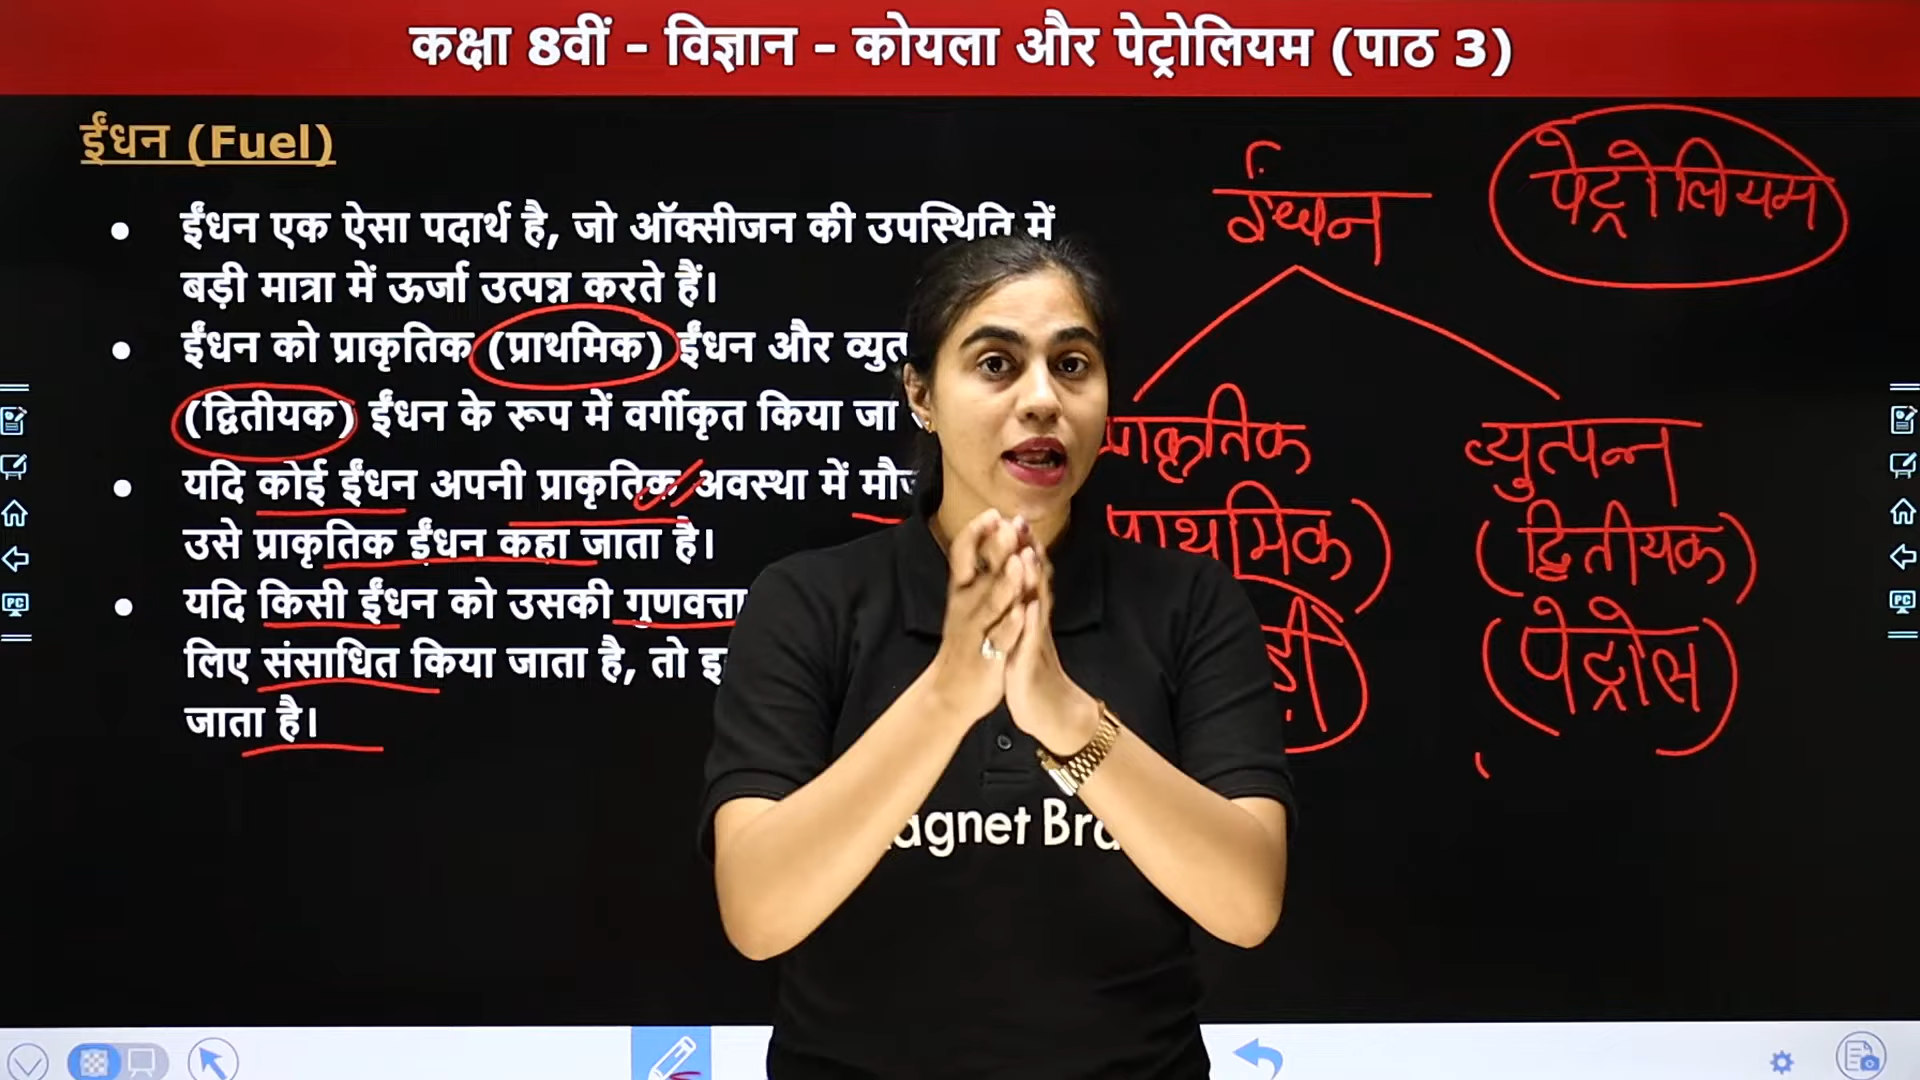 कक्षा 8वीं - विज्ञान - कोयला और पेट्रोलियम (पाठ 3)
ईंधन (Fuel)
ईंधन एक ऐसा पदार्थ है, जो ऑक्सीजन की उपस्थिति में
बड़ी मात्रा में ऊर्जा उत्पन्न करते हैं।
ईंधन को प्राकृतिक (प्राथमिक) ईंधन और
(द्वितीयक) ईंधन के रूप में वर्गीकृत किया जा
यदि कोई ईंधन अपनी प्राकृतिक अवस्था में
उसे प्राकृतिक ईंधन कहा जाता है।
यदि किसी ईंधन को उसकी गुणवत्ता
लिए संसाधित किया जाता है, तो
जाता है।
ईंधन
पेट्रोलियम
व्युत्पन्न
(द्वितीयक)
(पेट्रोल)
PC
PC